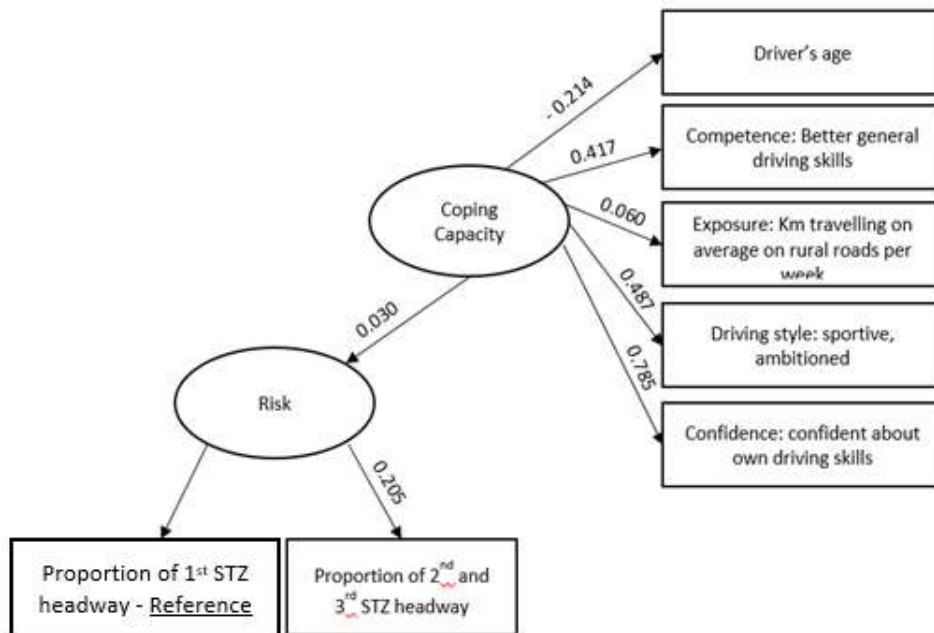 Driver's age
- 0.214
Competence: Better general
driving skills
0.417
Coping
Capacity
0.060
Exposure: Km travelling on
average on rural roads per
week
0.487
Driving style: sportive,
ambitioned
0.785
Confidence: confident about
own driving skills
0.030
Risk
0.205
Proportion of 1st STZ
headway - Reference
Proportion of 2nd and
3rd STZ headway